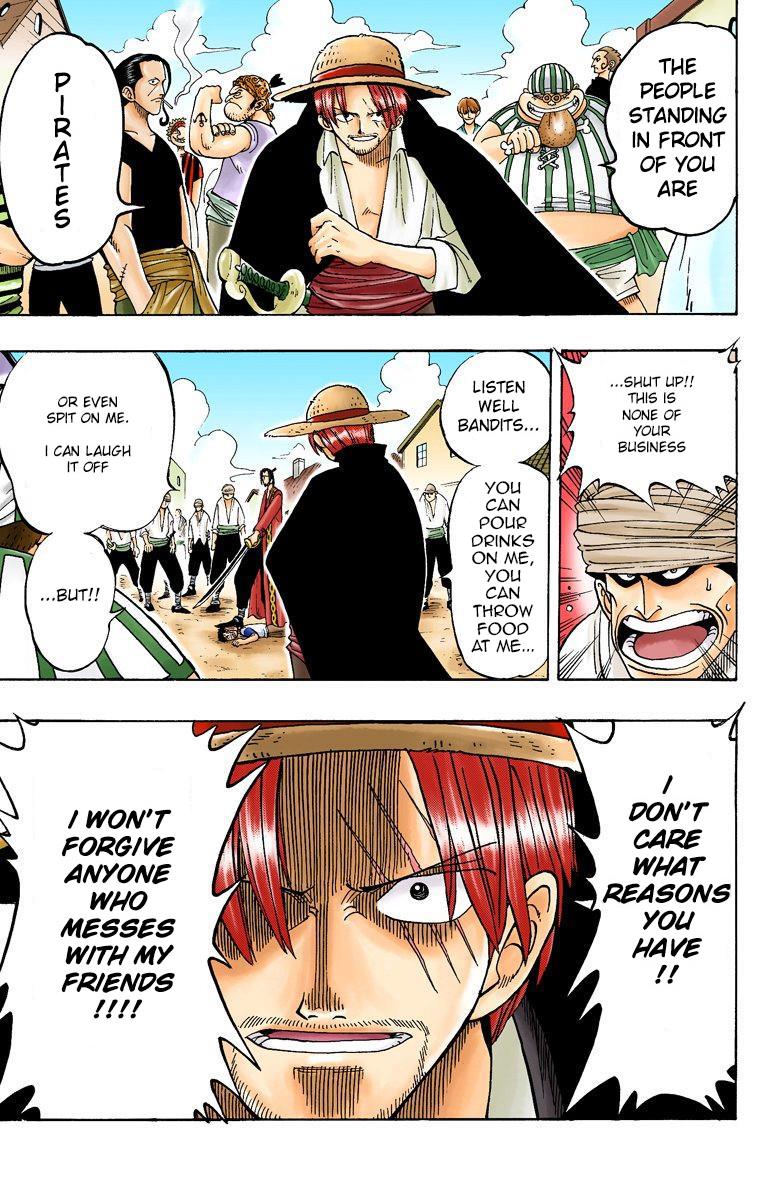 THE
PEOPLE
STANDING
IN FRONT
OF YOU
ARE
PIRATES
...SHUT UP!!
THIS IS
NONE OF
YOUR
BUSINESS
LISTEN
WELL
BANDITS...
YOU
CAN
POUR
DRINKS
ON ME,
YOU
CAN
THROW
FOOD
AT ME...
OR EVEN
SPIT ON ME.
I CAN LAUGH
IT OFF
...BUT!!
I
DON'T
CARE
WHAT
REASONS
YOU
HAVE
!!
I WON'T
FORGIVE
ANYONE
WHO
MESSES
WITH MY
FRIENDS
!!!!